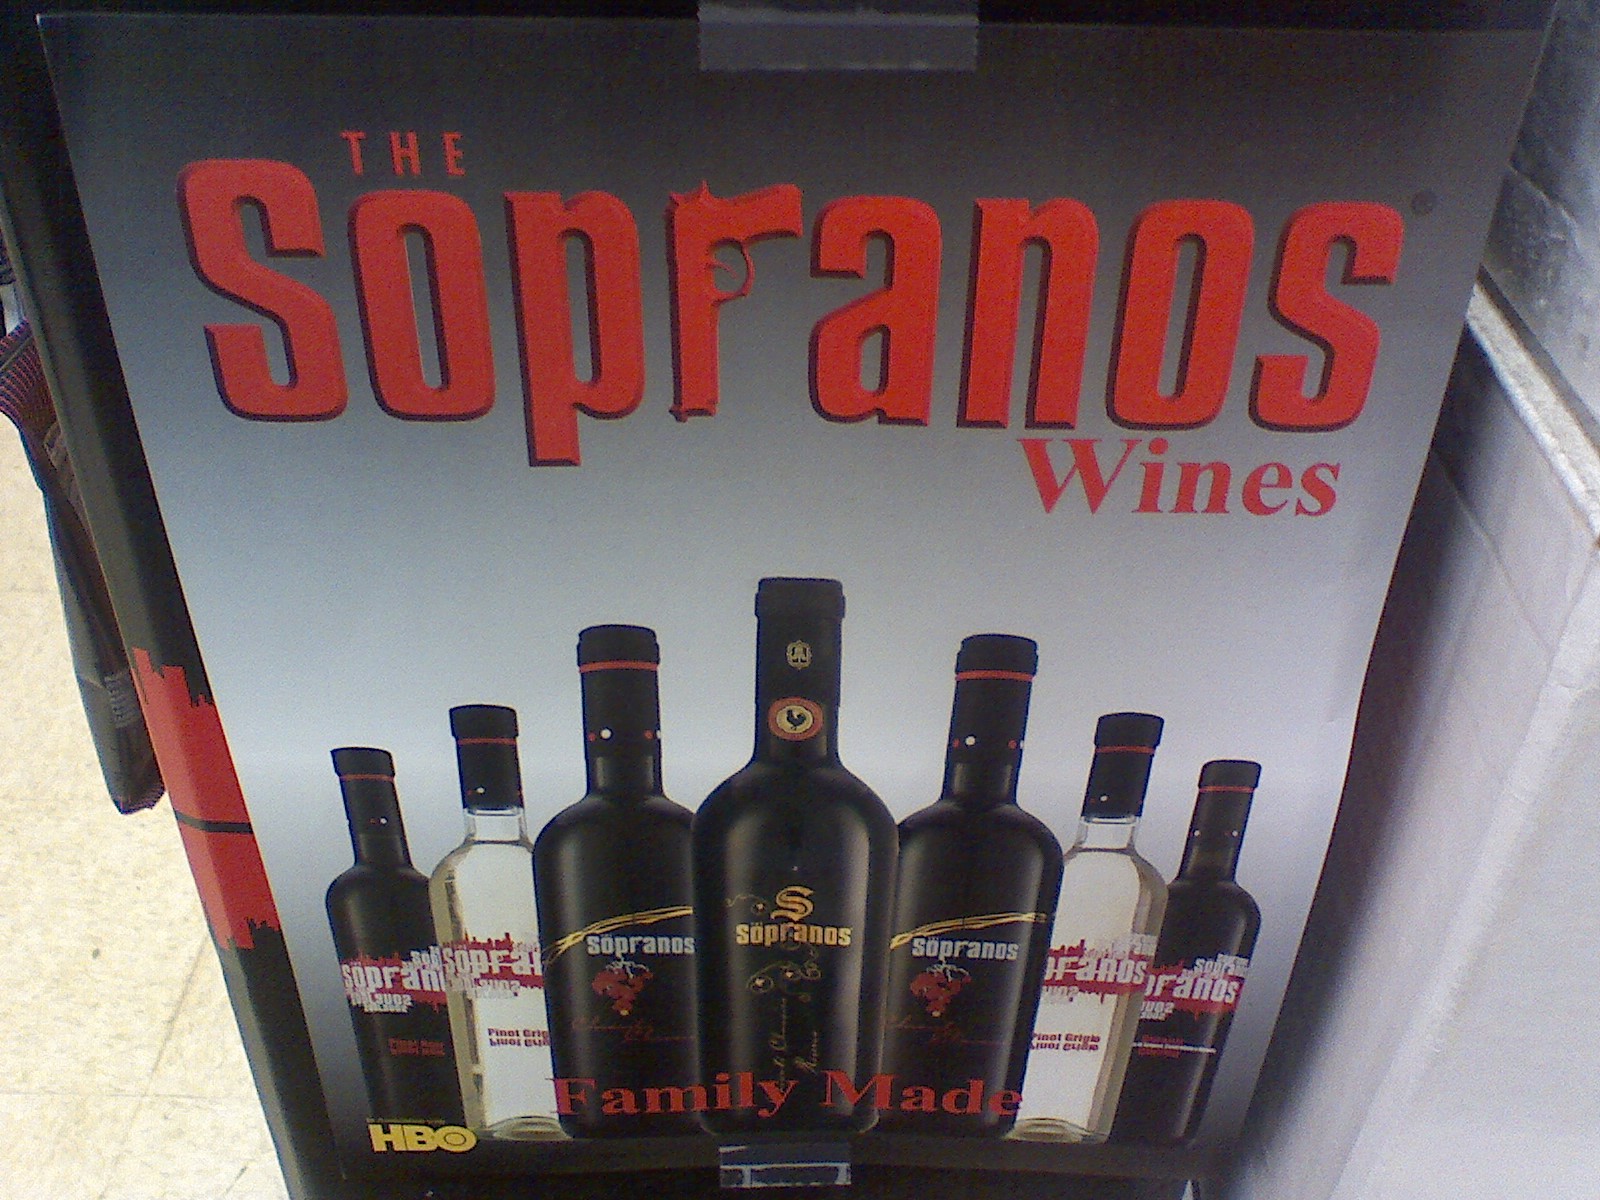 THE
Sopranos
Wines
Sopranos
Sopranos
Sopranos
Pinot Grigio
Pinot Grigio
Family Made
HBO